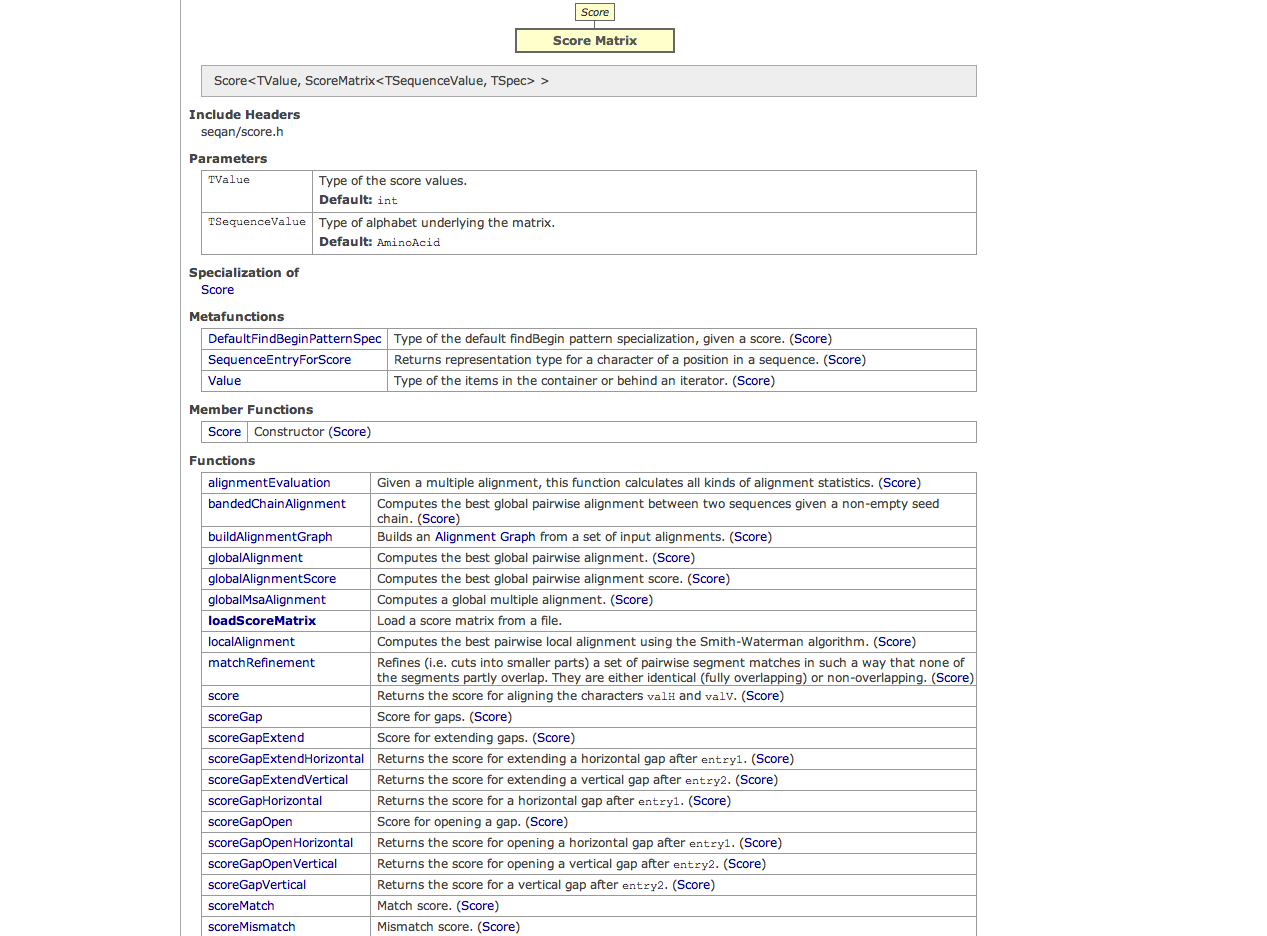 Score
Score Matrix
Score<TValue, ScoreMatrix<TSequenceValue, TSpec> >
Include Headers
seqan/score.h
Parameters
TValue Type of the score values.
Default: int
TSequenceValue Type of alphabet underlying the matrix.
Default: AminoAcid
Specialization of
Score
Metafunctions
DefaultFindBeginPatternSpec Type of the default findBegin pattern specialization, given a score. (Score)
SequenceEntryForScore Returns representation type for a character of a position in a sequence. (Score)
Value Type of the items in the container or behind an iterator. (Score)
Member Functions
Score Constructor (Score)
Functions
alignmentEvaluation Given a multiple alignment, this function calculates all kinds of alignment statistics. (Score)
bandedChainAlignment Computes the best global pairwise alignment between two sequences given a non-empty seed
chain. (Score)
buildAlignmentGraph Builds an Alignment Graph from a set of input alignments. (Score)
globalAlignment Computes the best global pairwise alignment. (Score)
globalAlignmentScore Computes the best global pairwise alignment score. (Score)
globalMsaAlignment Computes a global multiple alignment. (Score)
loadScoreMatrix Load a score matrix from a file.
localAlignment Computes the best pairwise local alignment using the Smith-Waterman algorithm. (Score)
matchRefinement Refines (i.e. cuts into smaller parts) a set of pairwise segment matches in such a way that none of
the segments partly overlap. They are either identical (fully overlapping) or non-overlapping. (Score)
score Returns the score for aligning the characters valH and valV. (Score)
scoreGap Score for gaps. (Score)
scoreGapExtend Score for extending gaps. (Score)
scoreGapExtendHorizontal Returns the score for extending a horizontal gap after entry1. (Score)
scoreGapExtendVertical Returns the score for extending a vertical gap after entry2. (Score)
scoreGapHorizontal Returns the score for a horizontal gap after entry1. (Score)
scoreGapOpen Score for opening a gap. (Score)
scoreGapOpenHorizontal Returns the score for opening a horizontal gap after entry1. (Score)
scoreGapOpenVertical Returns the score for opening a vertical gap after entry2. (Score)
scoreGapVertical Returns the score for a vertical gap after entry2. (Score)
scoreMatch Match score. (Score)
scoreMismatch Mismatch score. (Score)